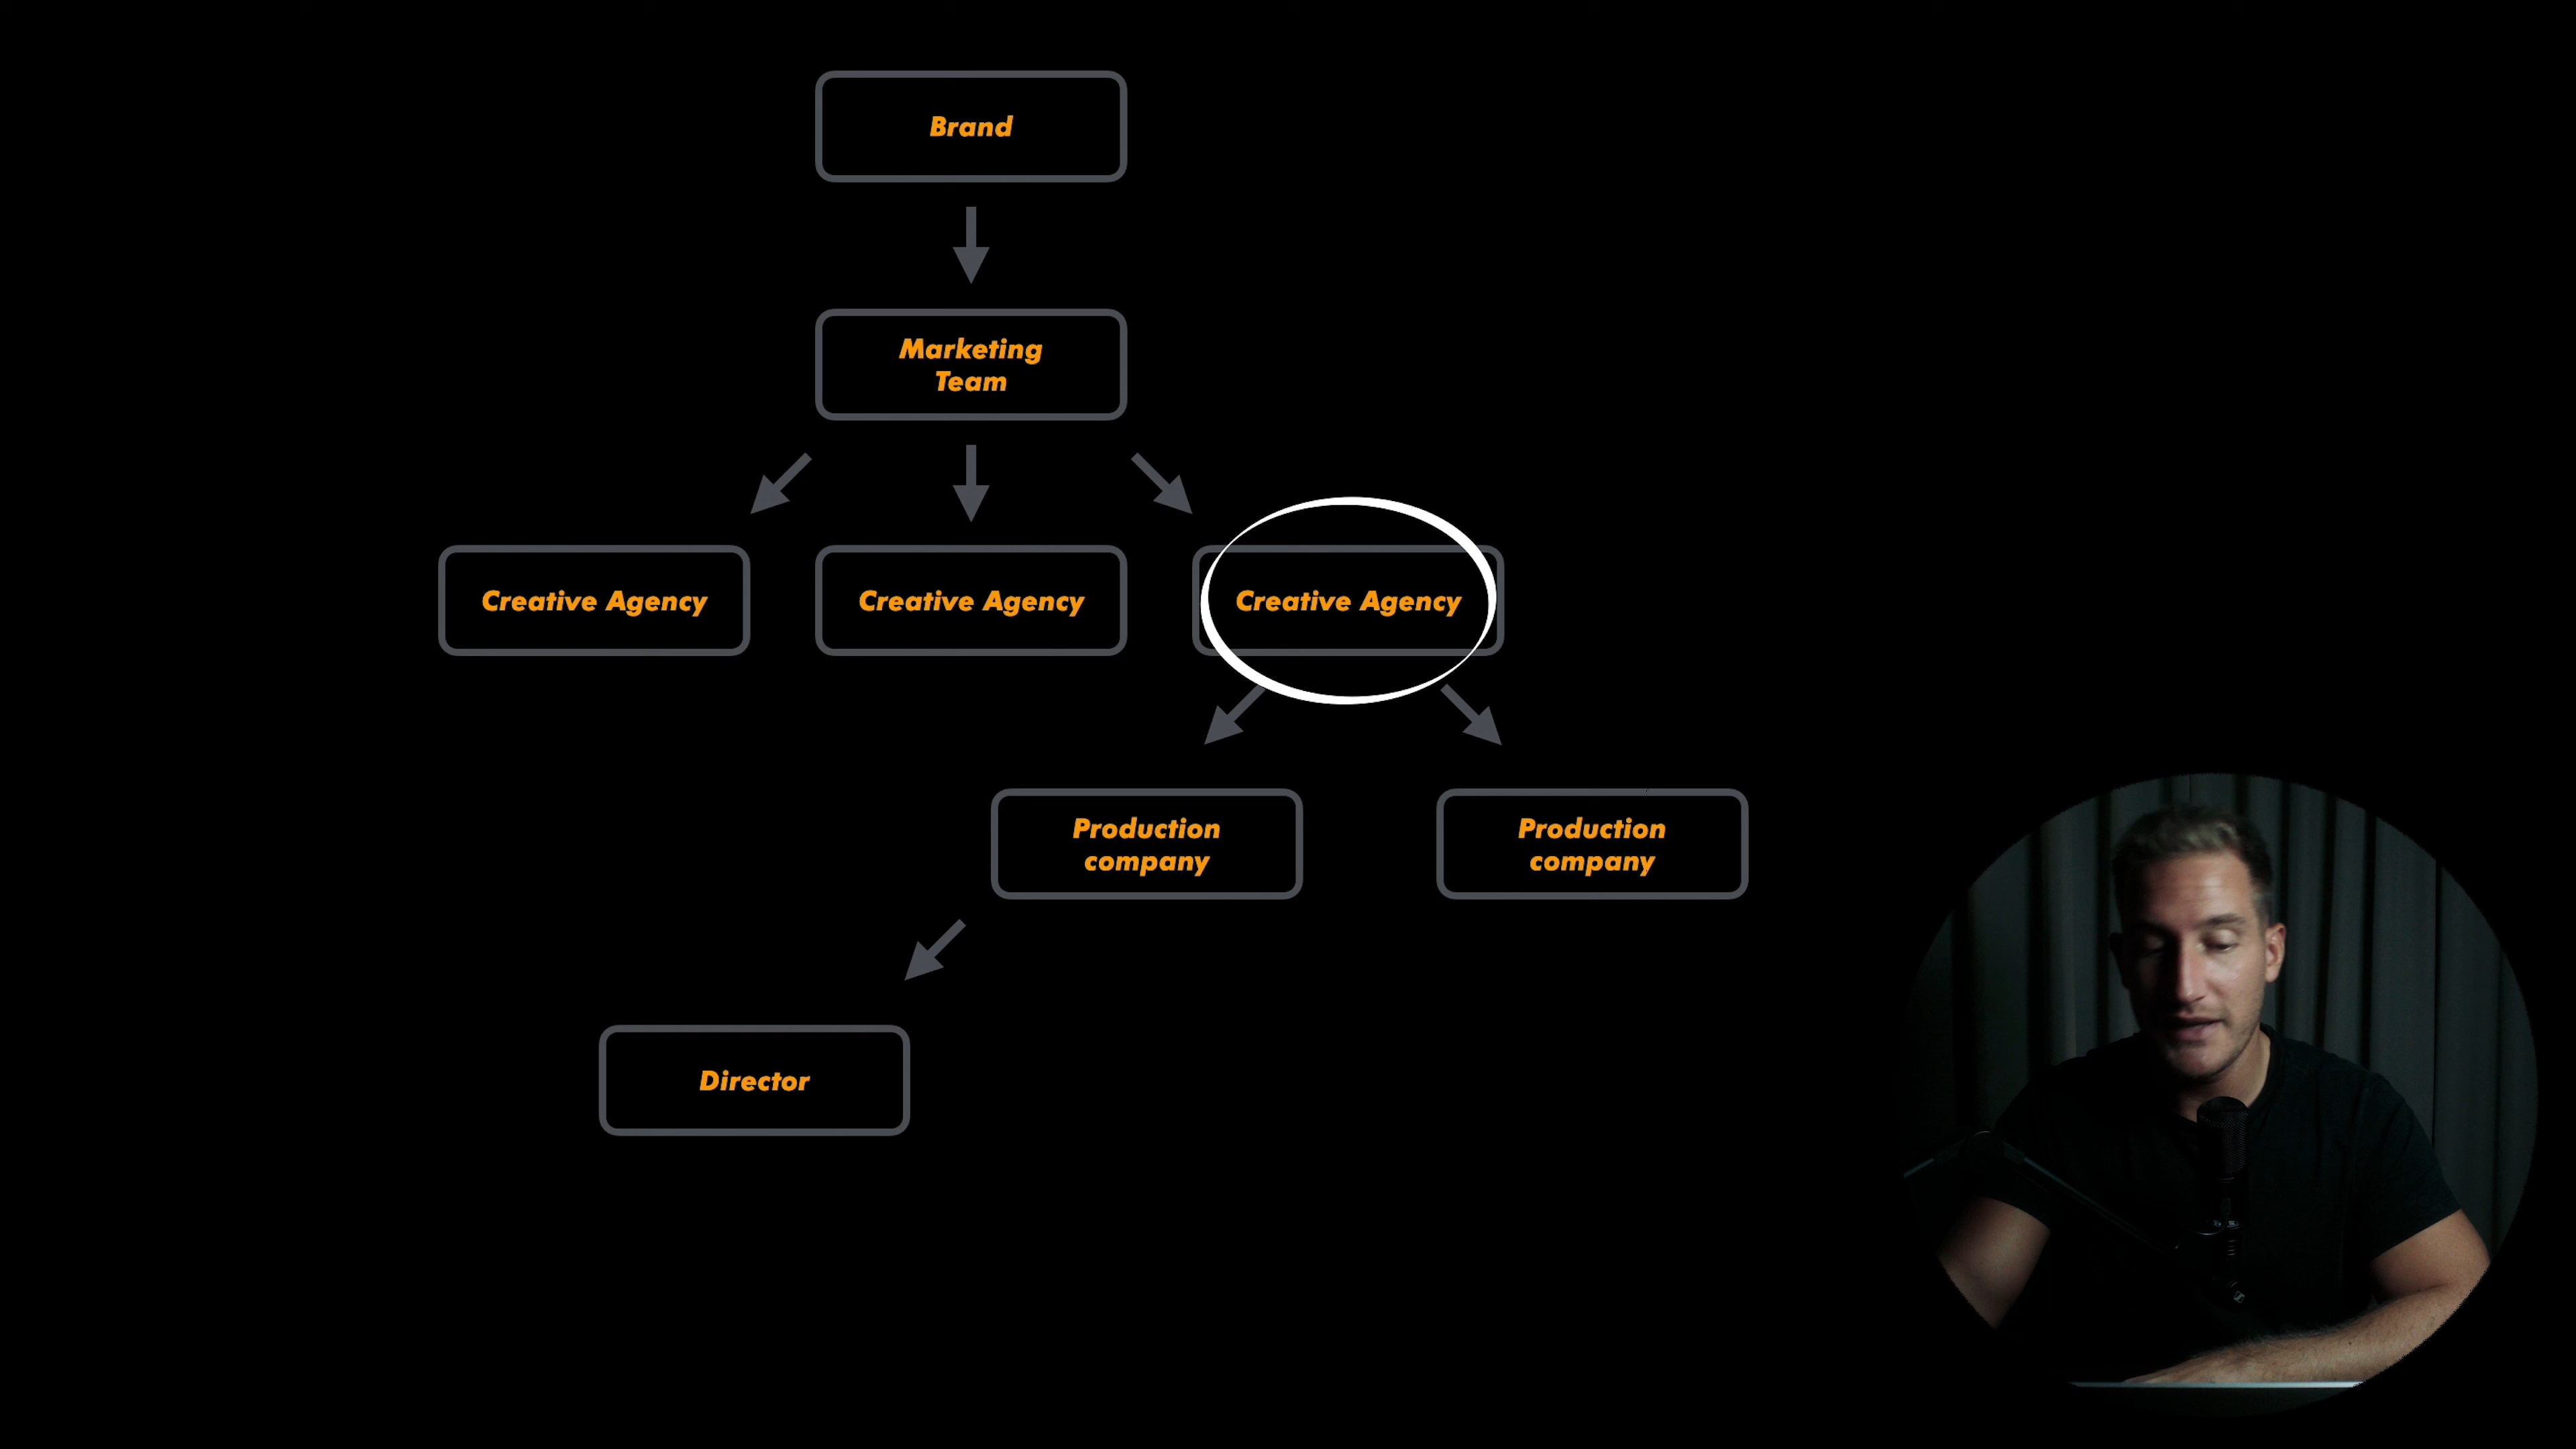 Brand
Marketing
Team
Creative Agency
Creative Agency
Creative Agency
Production
company
Production
company
Director